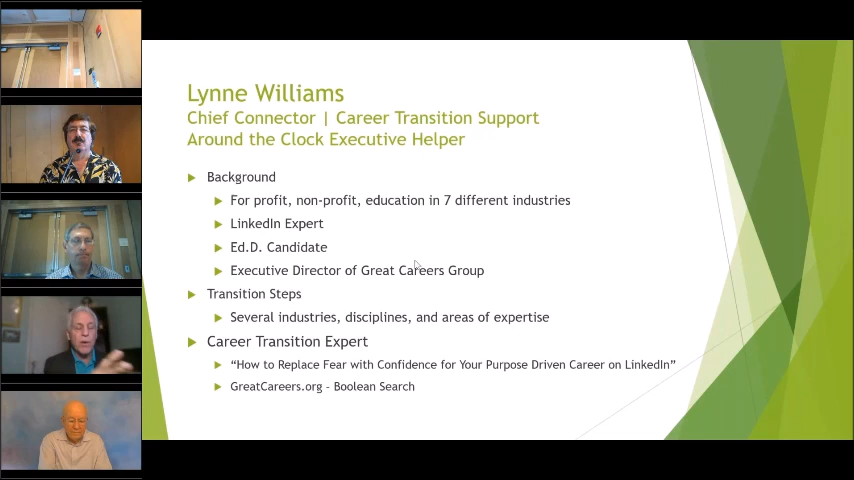 Lynne Williams
Chief Connector | Career Transition Support
Around the Clock Executive Helper
Background
For profit, non-profit, education in 7 different industries
LinkedIn Expert
Ed.D. Candidate
Executive Director of Great Careers Group
Transition Steps
Several industries, disciplines, and areas of expertise
Career Transition Expert
“How to Replace Fear with Confidence for Your Purpose Driven Career on LinkedIn”
GreatCareers.org - Boolean Search